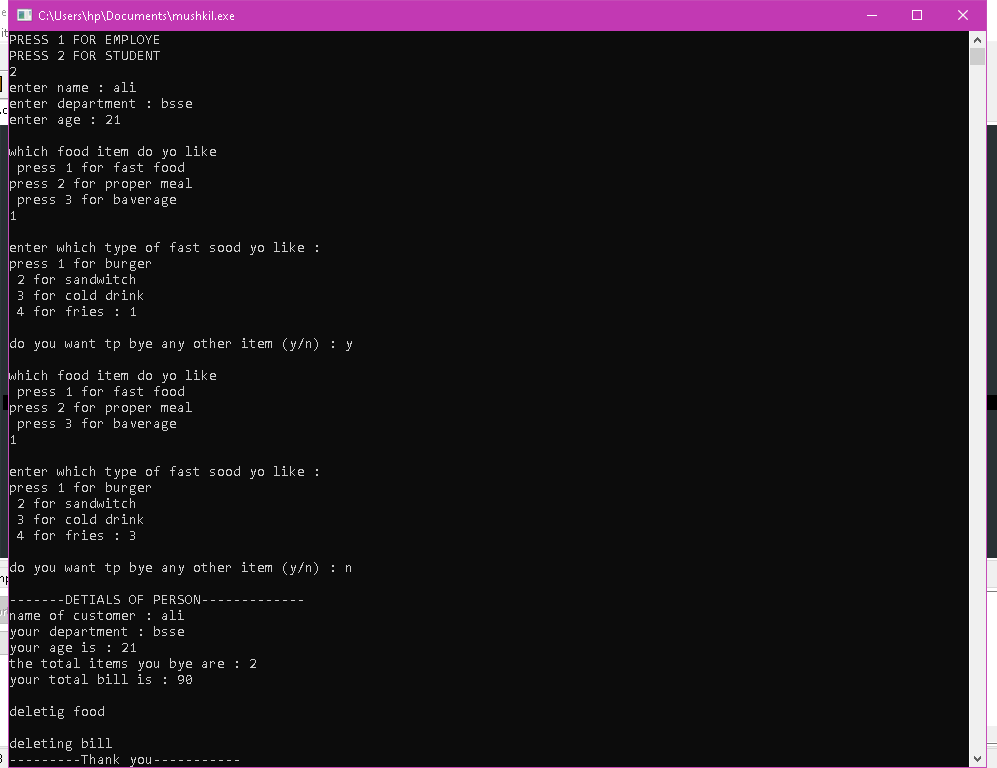 C:\Users\hp\Documents\mushkil.exe
PRESS 1 FOR EMPLOYE
PRESS 2 FOR STUDENT
2
enter name : ali
enter department : bsse
enter age : 21
which food item do yo like
press 1 for fast food
press 2 for proper meal
press 3 for baverage
1
enter which type of fast sood yo like :
press 1 for burger
2 for sandwitch
3 for cold drink
4 for fries : 1
do you want tp bye any other item (y/n) : y
which food item do yo like
press 1 for fast food
press 2 for proper meal
press 3 for baverage
1
enter which type of fast sood yo like :
press 1 for burger
2 for sandwitch
3 for cold drink
4 for fries : 3
do you want tp bye any other item (y/n) : n
-------DETIALS OF PERSON-------------
name of customer : ali
your department : bsse
your age is : 21
the total items you bye are : 2
your total bill is : 90
deletig food
deleting bill
---------Thank you-----------